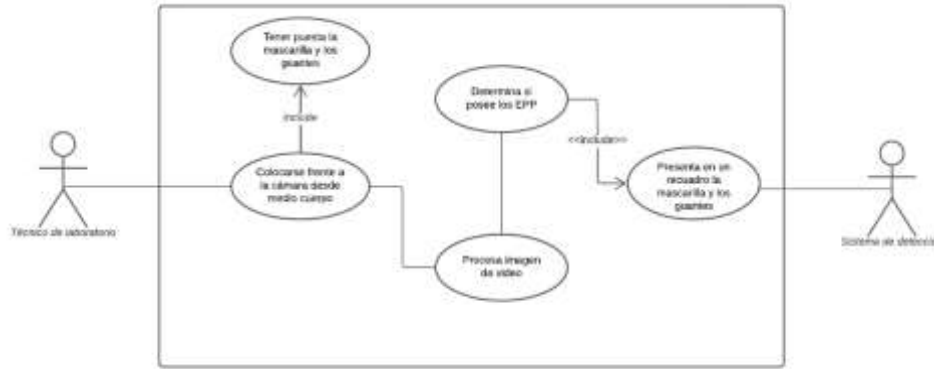 Tener puesta la
mascarilla y los
guantes
include
Colocarse frente a
la cámara desde
medio cuerpo
Técnico de laboratorio
Determina si
posee los EPP
<<include>>
Presenta en un
recuadro la
mascarilla y los
guantes
Procesa imagen
de video
Sistema de detecció